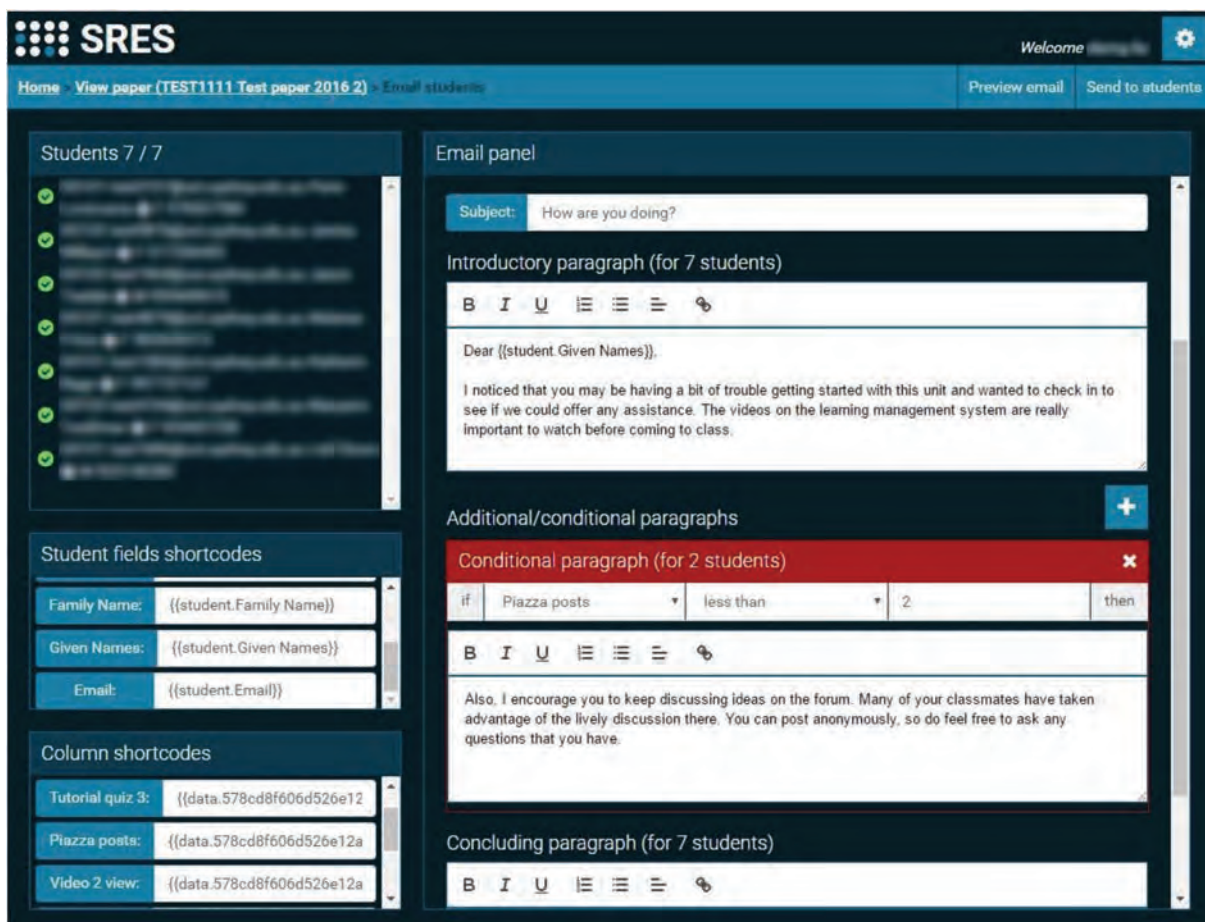 SRES
Welcome
Home > View paper (TEST1111 Test paper 2016 2) > Email students
Preview email
Send to students
Students 7 / 7
Student fields shortcodes
Family Name: {{student.Family Name}}
Given Names: {{student.Given Names}}
Email: {{student.Email}}
Column shortcodes
Tutorial quiz 3: {{data.578cd8f606d526e12
Piazza posts: {{data.578cd8f606d526e12a
Video 2 view: {{data.578cd8f606d526e12a
Email panel
Subject: How are you doing?
Introductory paragraph (for 7 students)
B I U
Dear {{student.Given Names}},
I noticed that you may be having a bit of trouble getting started with this unit and wanted to check in to
see if we could offer any assistance. The videos on the learning management system are really
important to watch before coming to class.
Additional/conditional paragraphs
Conditional paragraph (for 2 students)
if Piazza posts less than 2 then
B I U
Also, I encourage you to keep discussing ideas on the forum. Many of your classmates have taken
advantage of the lively discussion there. You can post anonymously, so do feel free to ask any
questions that you have.
Concluding paragraph (for 7 students)
B I U